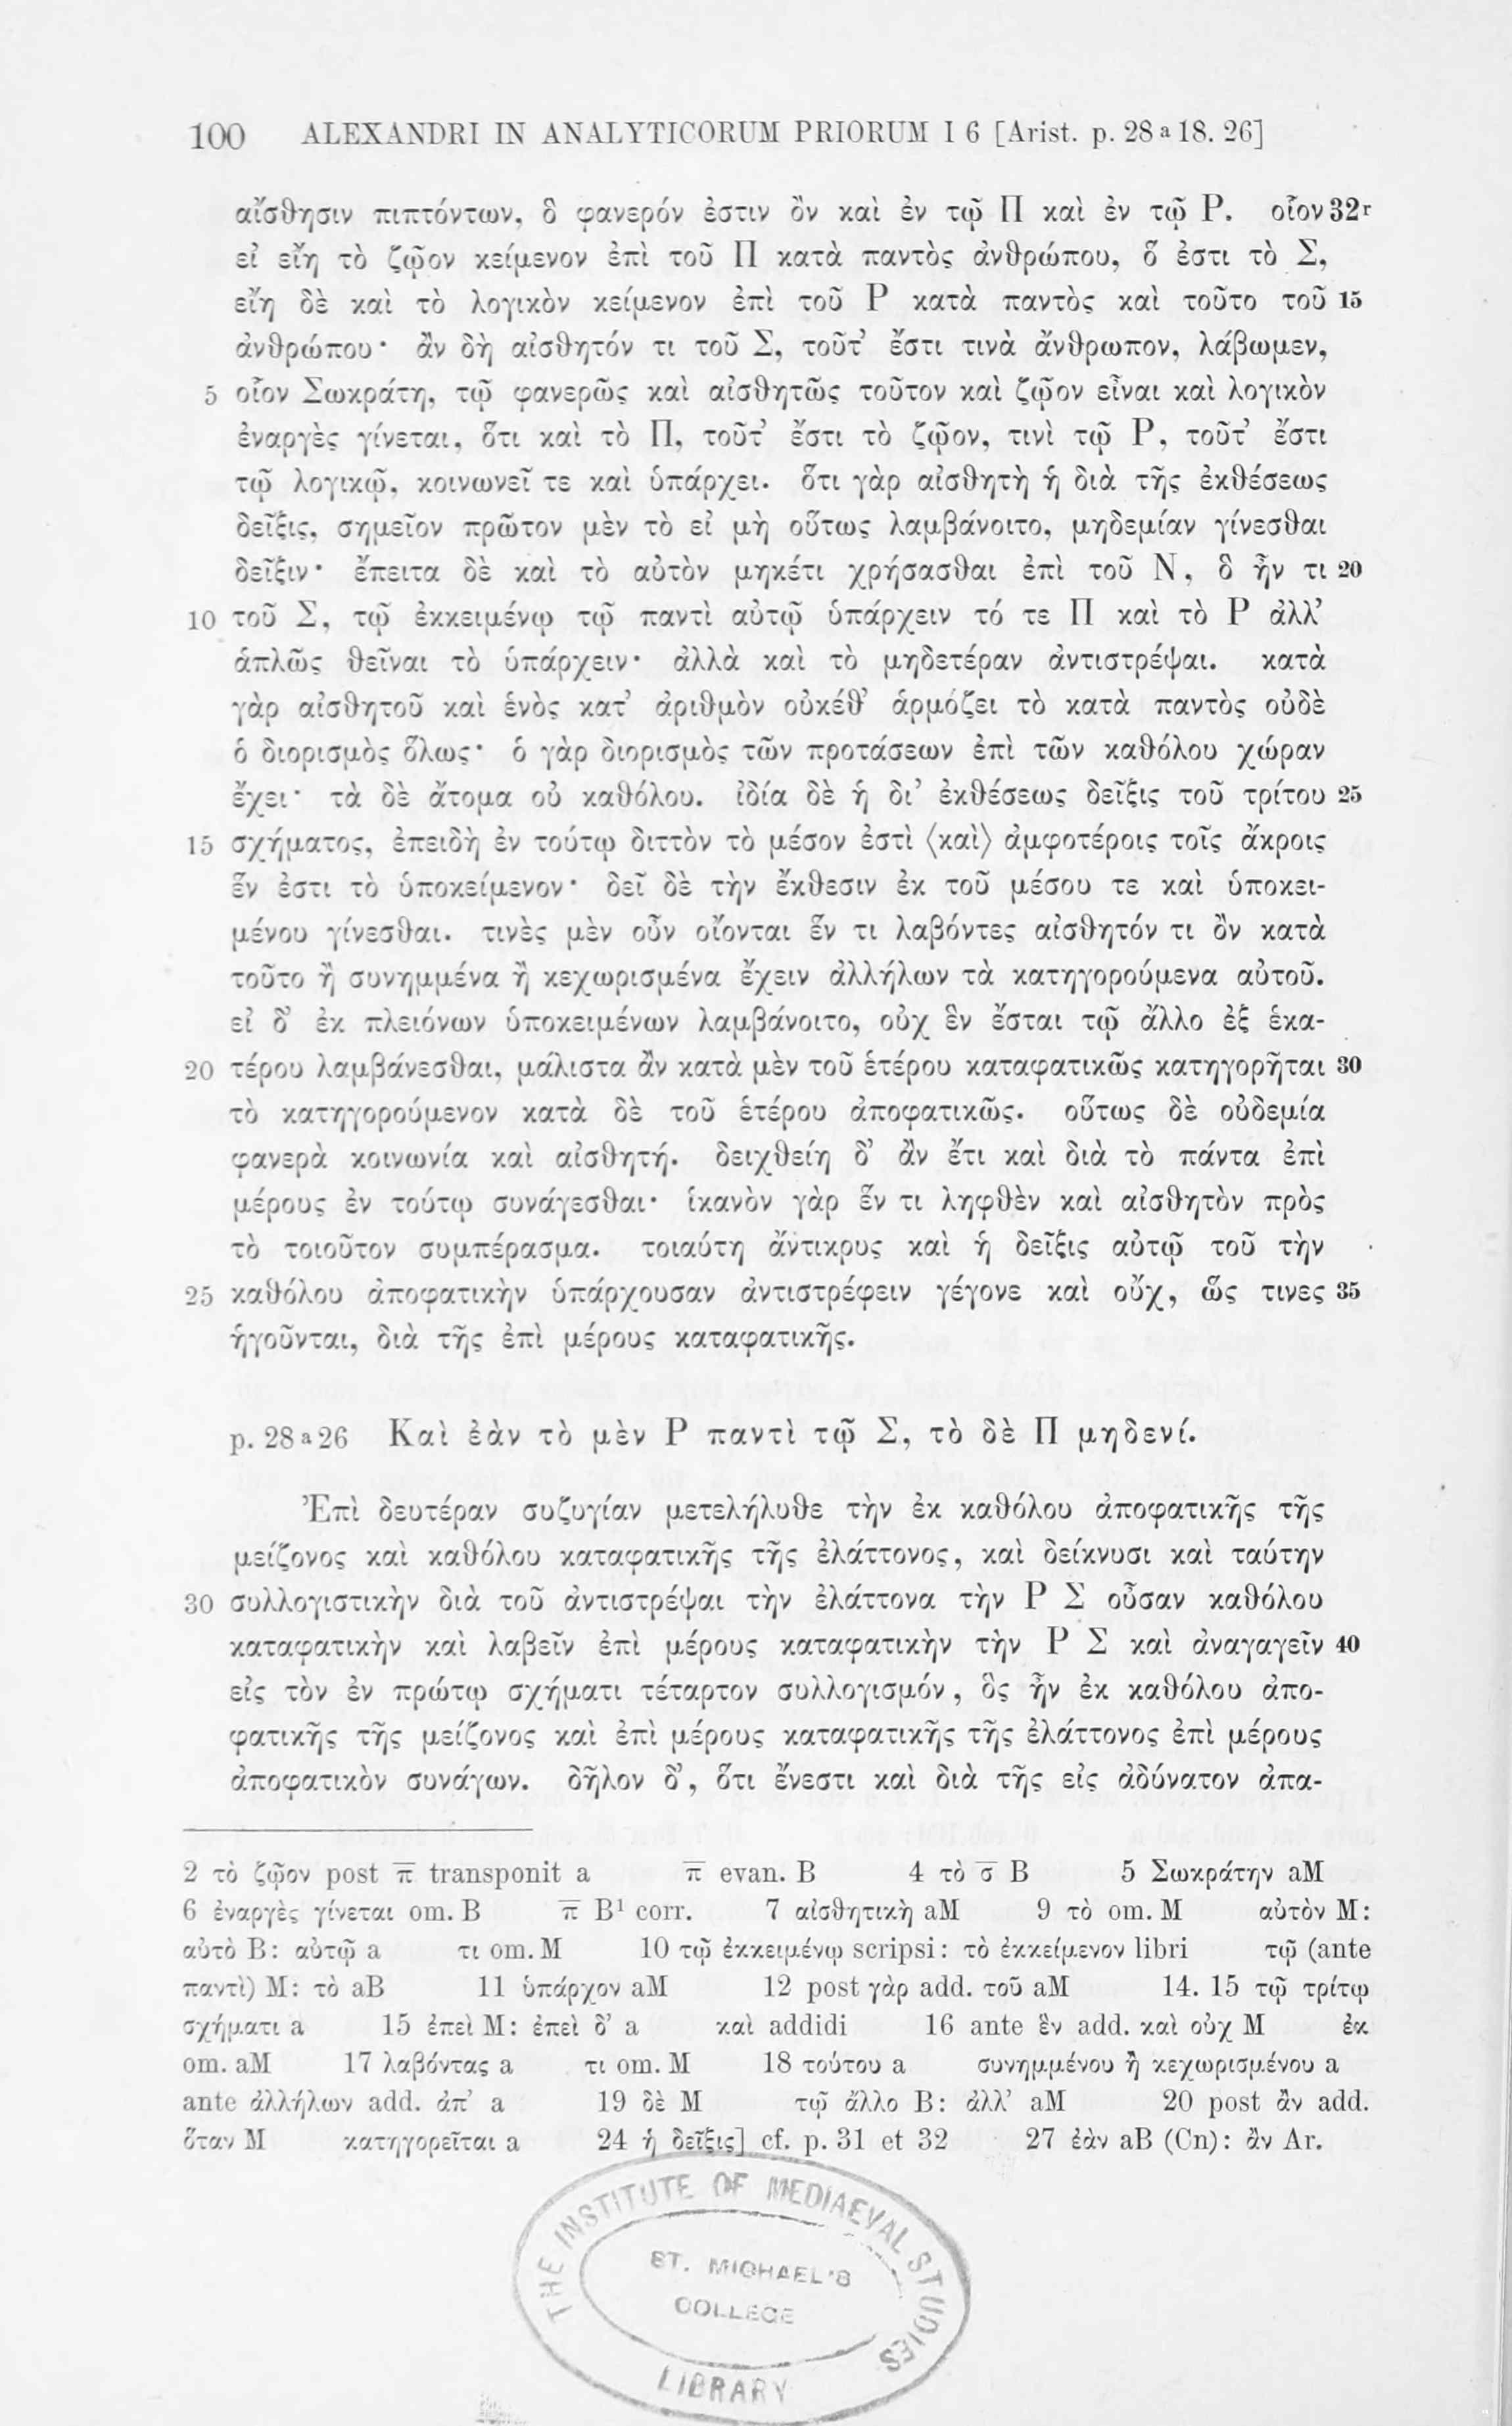 100 ALEXANDRI IN ANALYTICORUM PRIORUM I 6 [Arist. p. 28 a 18. 26]
αἴσθησιν πιπτόντων, ὃ φανερόν ἐστιν ὂν καὶ ἐν τῷ Π καὶ ἐν τῷ Ρ. οἷον 32r
εἰ εἴη τὸ ζῷον κείμενον ἐπὶ τοῦ Π κατὰ παντὸς ἀνθρώπου, ὅ ἐστι τὸ Σ,
εἴη δὲ καὶ τὸ λογικὸν κείμενον ἐπὶ τοῦ Ρ κατὰ παντὸς καὶ τοῦτο τοῦ 15
ἀνθρώπου· ἂν δὴ αἰσθητόν τι τοῦ Σ, τοῦτ’ ἔστι τινὰ ἄνθρωπον, λάβωμεν,
5 οἷον Σωκράτη, τῷ φανερῶς καὶ αἰσθητῶς τοῦτον καὶ ζῷον εἶναι καὶ λογικὸν
ἐναργὲς γίνεται, ὅτι καὶ τὸ Π, τοῦτ’ ἔστι τὸ ζῷον, τινὶ τῷ Ρ, τοῦτ’ ἔστι
τῷ λογικῷ, κοινωνεῖ τε καὶ ὑπάρχει. ὅτι γὰρ αἰσθητὴ ἡ διὰ τῆς ἐκθέσεως
δεῖξις, σημεῖον πρῶτον μὲν τὸ εἰ μὴ οὕτως λαμβάνοιτο, μηδεμίαν γίνεσθαι
δεῖξιν· ἔπειτα δὲ καὶ τὸ αὐτὸν μηκέτι χρήσασθαι ἐπὶ τοῦ Ν, ὃ ἦν τι 20
10 τοῦ Σ, τῷ ἐκκειμένῳ τῷ παντὶ αὐτῷ ὑπάρχειν τό τε Π καὶ τὸ Ρ ἀλλ’
ἁπλῶς θεῖναι τὸ ὑπάρχειν· ἀλλὰ καὶ τὸ μηδετέραν ἀντιστρέψαι. κατὰ
γὰρ αἰσθητοῦ καὶ ἑνὸς κατ’ ἀριθμὸν οὐκέθ’ ἁρμόζει τὸ κατὰ παντὸς οὐδὲ
ὁ διορισμὸς ὅλως· ὁ γὰρ διορισμὸς τῶν προτάσεων ἐπὶ τῶν καθόλου χώραν
ἔχει· τὰ δὲ ἄτομα οὐ καθόλου. ἰδία δὲ ἡ δι’ ἐκθέσεως δεῖξις τοῦ τρίτου 25
15 σχήματος, ἐπειδὴ ἐν τούτῳ διττὸν τὸ μέσον ἐστὶ ⟨καὶ⟩ ἀμφοτέροις τοῖς ἄκροις
ἕν ἐστι τὸ ὑποκείμενον· δεῖ δὲ τὴν ἔκθεσιν ἐκ τοῦ μέσου τε καὶ ὑποκει-
μένου γίνεσθαι. τινὲς μὲν οὖν οἴονται ἕν τι λαβόντες αἰσθητόν τι ὂν κατὰ
τοῦτο ἢ συνημμένα ἢ κεχωρισμένα ἔχειν ἀλλήλων τὰ κατηγορούμενα αὐτοῦ.
εἰ δ’ ἐκ πλειόνων ὑποκειμένων λαμβάνοιτο, οὐχ ἓν ἔσται τῷ ἄλλο ἐξ ἑκα-
20 τέρου λαμβάνεσθαι, μάλιστα ἂν κατὰ μὲν τοῦ ἑτέρου καταφατικῶς κατηγορῆται 30
τὸ κατηγορούμενον κατὰ δὲ τοῦ ἑτέρου ἀποφατικῶς. οὕτως δὲ οὐδεμία
φανερὰ κοινωνία καὶ αἰσθητή. δειχθείη δ’ ἂν ἔτι καὶ διὰ τὸ πάντα ἐπὶ
μέρους ἐν τούτῳ συνάγεσθαι· ἱκανὸν γὰρ ἕν τι ληφθὲν καὶ αἰσθητὸν πρὸς
τὸ τοιοῦτον συμπέρασμα. τοιαύτη ἄντικρυς καὶ ἡ δεῖξις αὐτῷ τοῦ τὴν
25 καθόλου ἀποφατικὴν ὑπάρχουσαν ἀντιστρέφειν γέγονε καὶ οὔχ, ὥς τινες 35
ἡγοῦνται, διὰ τῆς ἐπὶ μέρους καταφατικῆς.
p. 28 a 26 Καὶ ἐὰν τὸ μὲν Ρ παντὶ τῷ Σ, τὸ δὲ Π μηδενί.
Ἐπὶ δευτέραν συζυγίαν μετελήλυθε τὴν ἐκ καθόλου ἀποφατικῆς τῆς
μείζονος καὶ καθόλου καταφατικῆς τῆς ἐλάττονος, καὶ δείκνυσι καὶ ταύτην
30 συλλογιστικὴν διὰ τοῦ ἀντιστρέψαι τὴν ἐλάττονα τὴν Ρ Σ οὖσαν καθόλου
καταφατικὴν καὶ λαβεῖν ἐπὶ μέρους καταφατικὴν τὴν Ρ Σ καὶ ἀναγαγεῖν 40
εἰς τὸν ἐν πρώτῳ σχήματι τέταρτον συλλογισμόν, ὃς ἦν ἐκ καθόλου ἀπο-
φατικῆς τῆς μείζονος καὶ ἐπὶ μέρους καταφατικῆς τῆς ἐλάττονος ἐπὶ μέρους
ἀποφατικὸν συνάγων. δῆλον δ’, ὅτι ἔνεστι καὶ διὰ τῆς εἰς ἀδύνατον ἀπα-
2 τὸ ζῷον post π̅ transponit a π̅ evan. B 4 τὸ σ̅ B 5 Σωκράτην aM
6 ἐναργὲς γίνεται om. B π̅ B¹ corr. 7 αἰσθητικὴ aM 9 τὸ om. M αὐτὸν M:
αὐτὸ B: αὐτῷ a τι om. M 10 τῷ ἐκκειμένῳ scripsi: τὸ ἐκκείμενον libri τῷ (ante
παντὶ) M: τὸ aB 11 ὑπάρχον aM 12 post γὰρ add. τοῦ aM 14. 15 τῷ τρίτῳ
σχήματι a 15 ἐπεὶ M: ἐπεὶ δ’ a καὶ addidi 16 ante ἓν add. καὶ οὐχ M ἐκ
om. aM 17 λαβόντας a τι om. M 18 τούτου a συνημμένου ἢ κεχωρισμένου a
ante ἀλλήλων add. ἀπ’ a 19 δὲ M τῷ ἄλλο B: ἀλλ’ aM 20 post ἂν add.
ὅταν M κατηγορεῖται a 24 ἡ δεῖξις] cf. p. 31 et 32 27 ἐὰν aB (Cn): ἂν Ar.
THE INSTITUTE OF MEDIAEVAL STUDIES
ST. MICHAEL'S
COLLEGE
LIBRARY